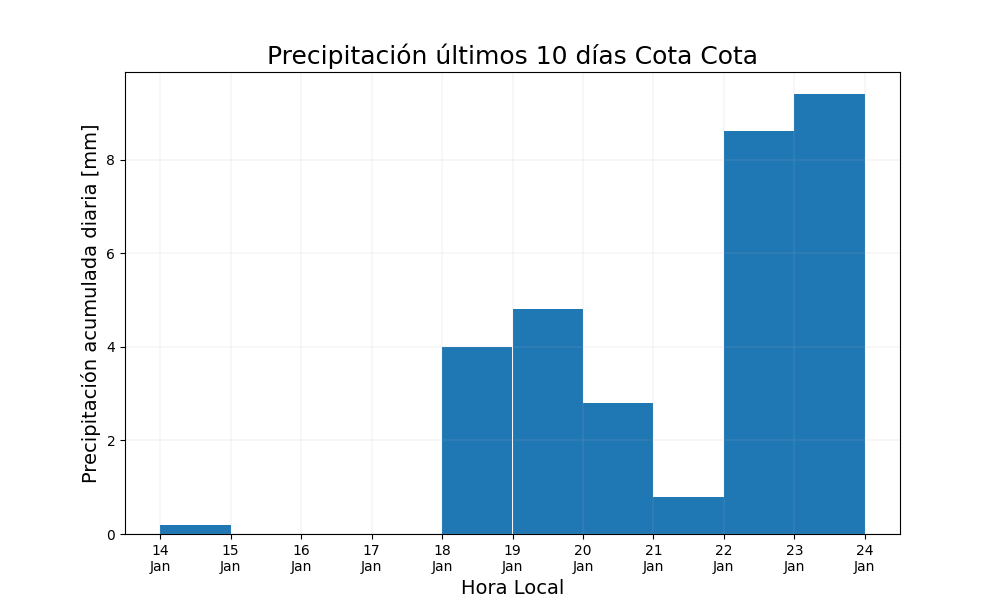 Precipitación últimos 10 días Cota Cota
Precipitación acumulada diaria [mm]
8
6
4
2
0
14 15 16 17 18 19 20 21 22 23 24
Jan Jan Jan Jan Jan Jan Jan Jan Jan Jan Jan
Hora Local